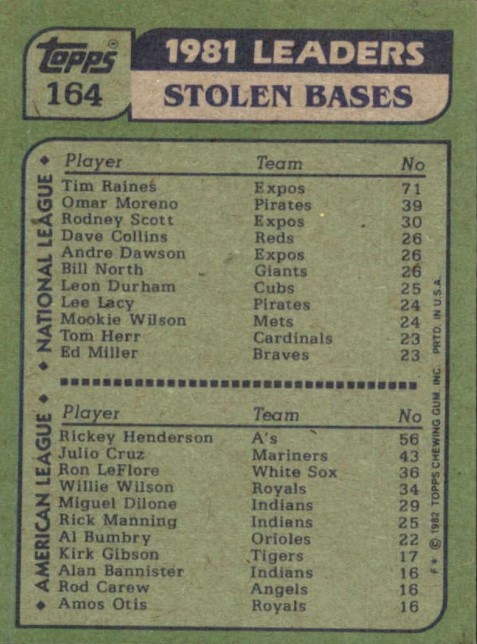 topps®
164
1981 LEADERS
STOLEN BASES
◆ NATIONAL LEAGUE ◆
Player Team No
Tim Raines Expos 71
Omar Moreno Pirates 39
Rodney Scott Expos 30
Dave Collins Reds 26
Andre Dawson Expos 26
Bill North Giants 26
Leon Durham Cubs 25
Lee Lacy Pirates 24
Mookie Wilson Mets 24
Tom Herr Cardinals 23
Ed Miller Braves 23
◆ AMERICAN LEAGUE ◆
Player Team No
Rickey Henderson A's 56
Julio Cruz Mariners 43
Ron LeFlore White Sox 36
Willie Wilson Royals 34
Miguel Dilone Indians 29
Rick Manning Indians 25
Al Bumbry Orioles 22
Kirk Gibson Tigers 17
Alan Bannister Indians 16
Rod Carew Angels 16
Amos Otis Royals 16
F* © 1982 TOPPS CHEWING GUM, INC. PRTD. IN U.S.A.